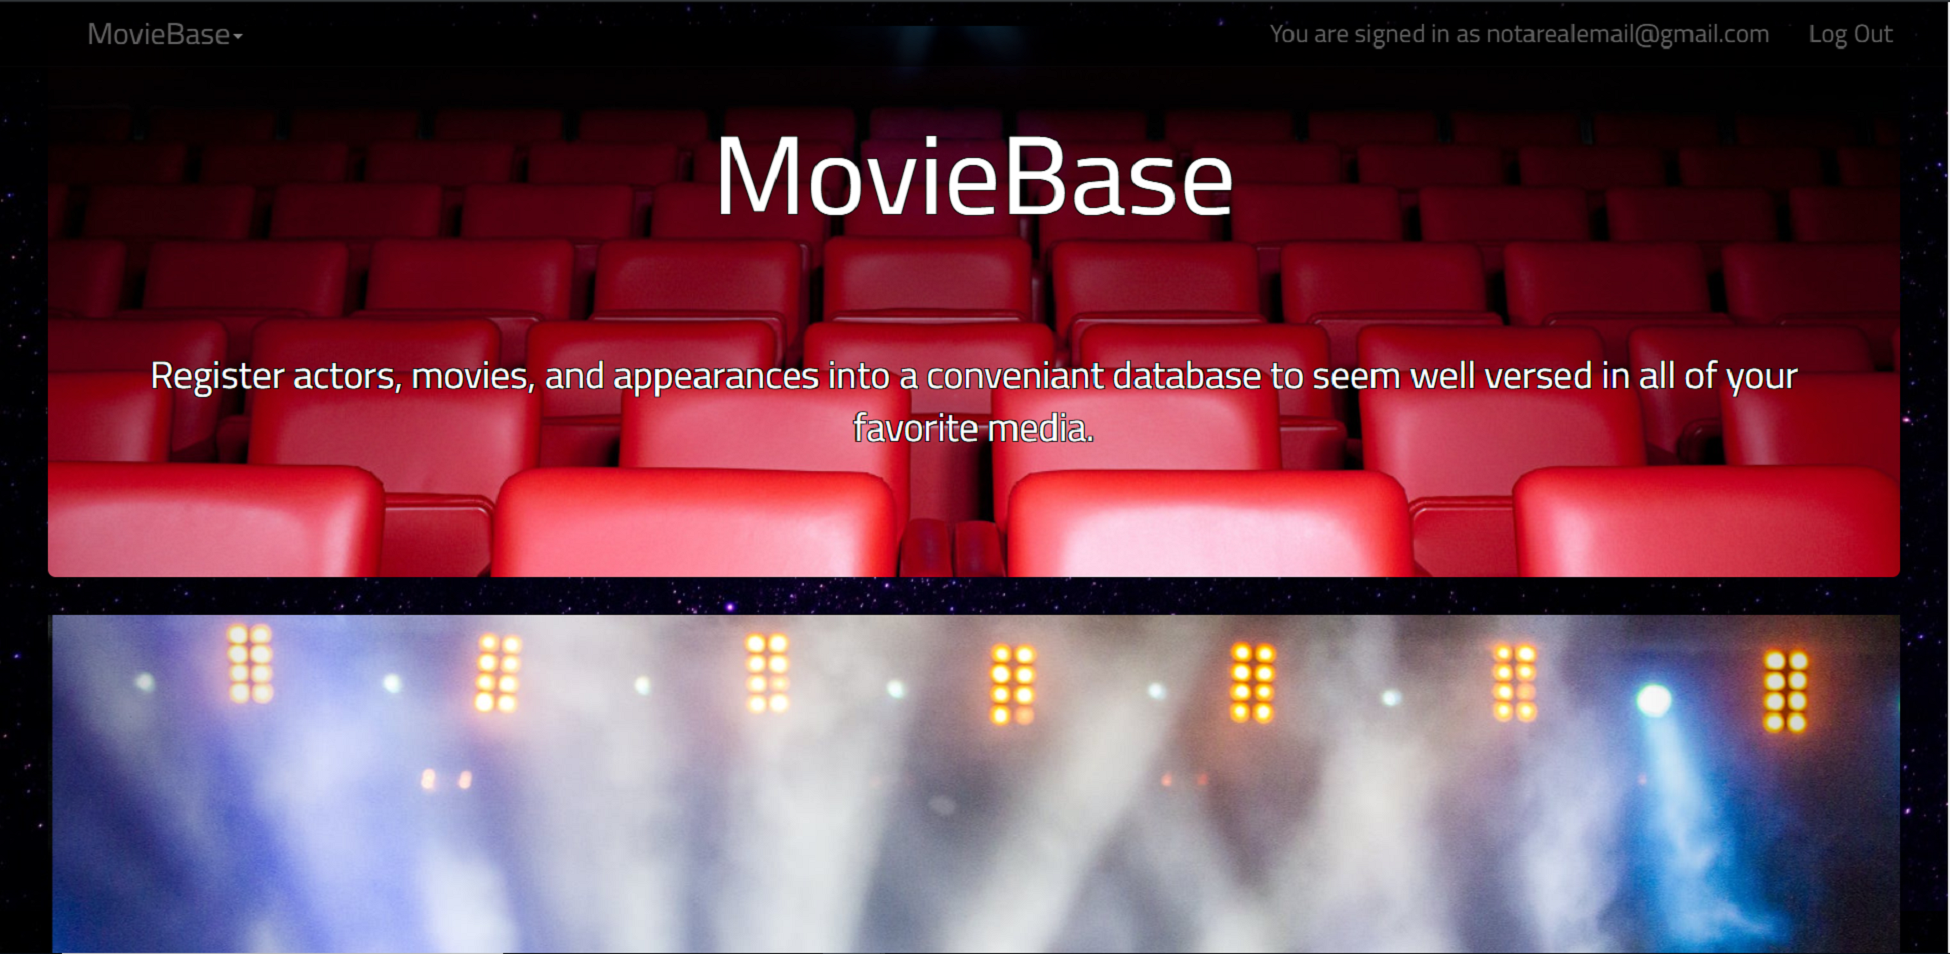 MovieBase
You are signed in as notarealemail@gmail.com
Log Out
MovieBase
Register actors, movies, and appearances into a conveniant database to seem well versed in all of your
favorite media.